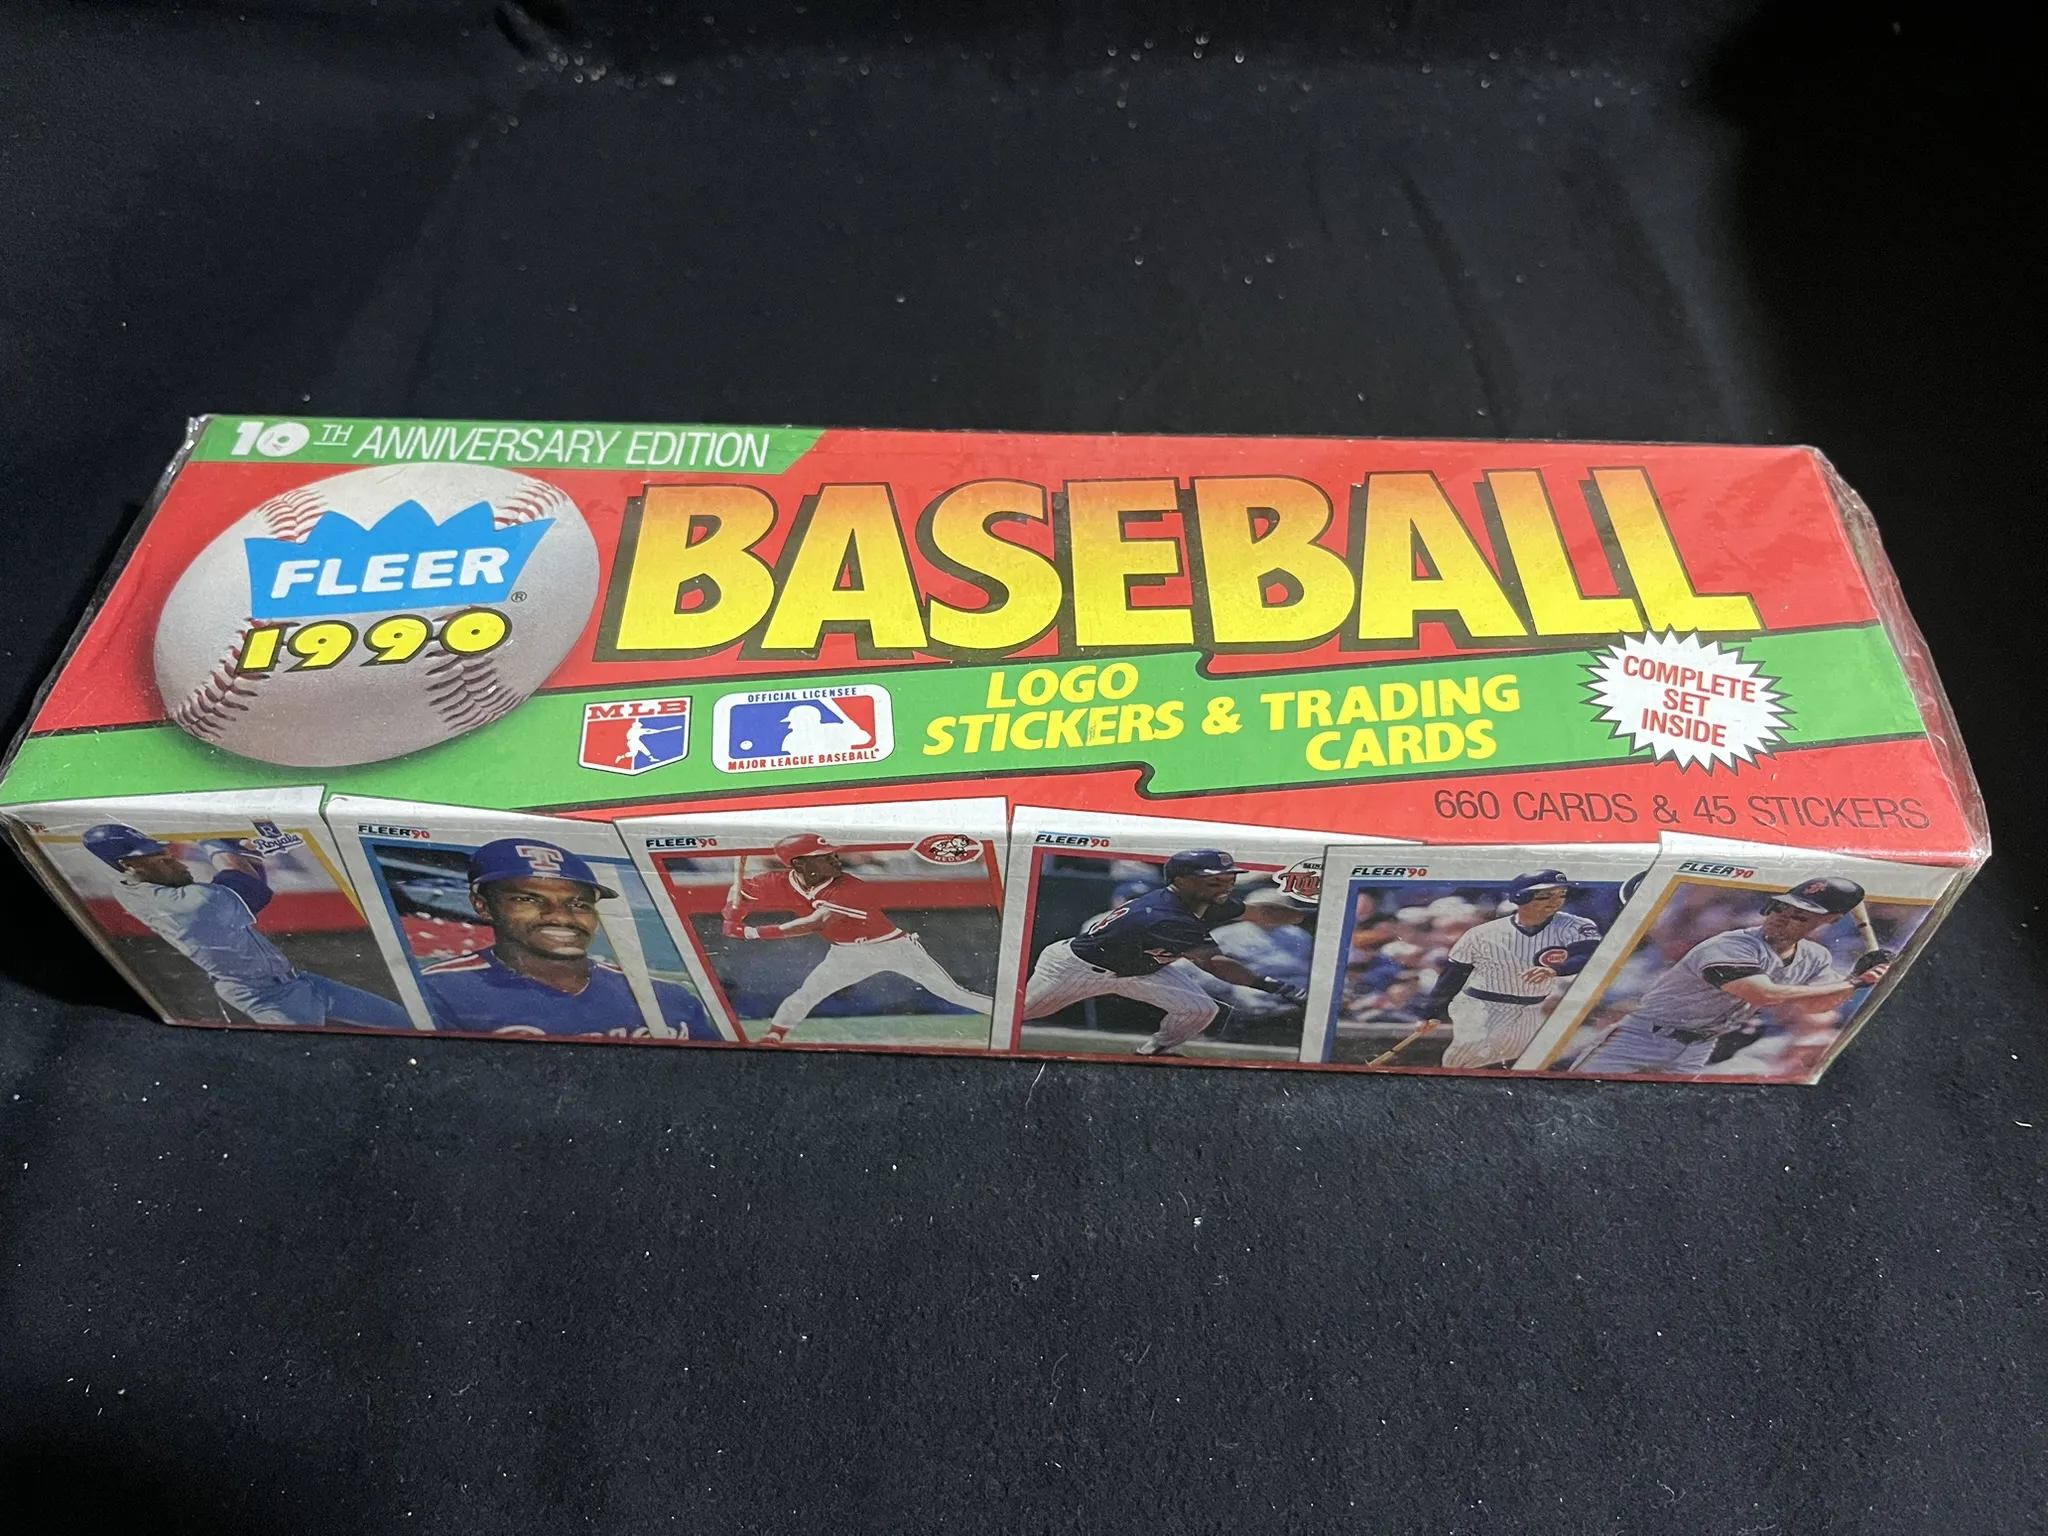 10TH ANNIVERSARY EDITION
FLEER®
1990
BASEBALL
MLB
OFFICIAL LICENSEE
MAJOR LEAGUE BASEBALL
LOGO
STICKERS & TRADING
CARDS
COMPLETE
SET
INSIDE
660 CARDS & 45 STICKERS
R
Royals
FLEER'90
T
FLEER'90
C
REDS
FLEER'90
FLEER'90
C
FLEER'90